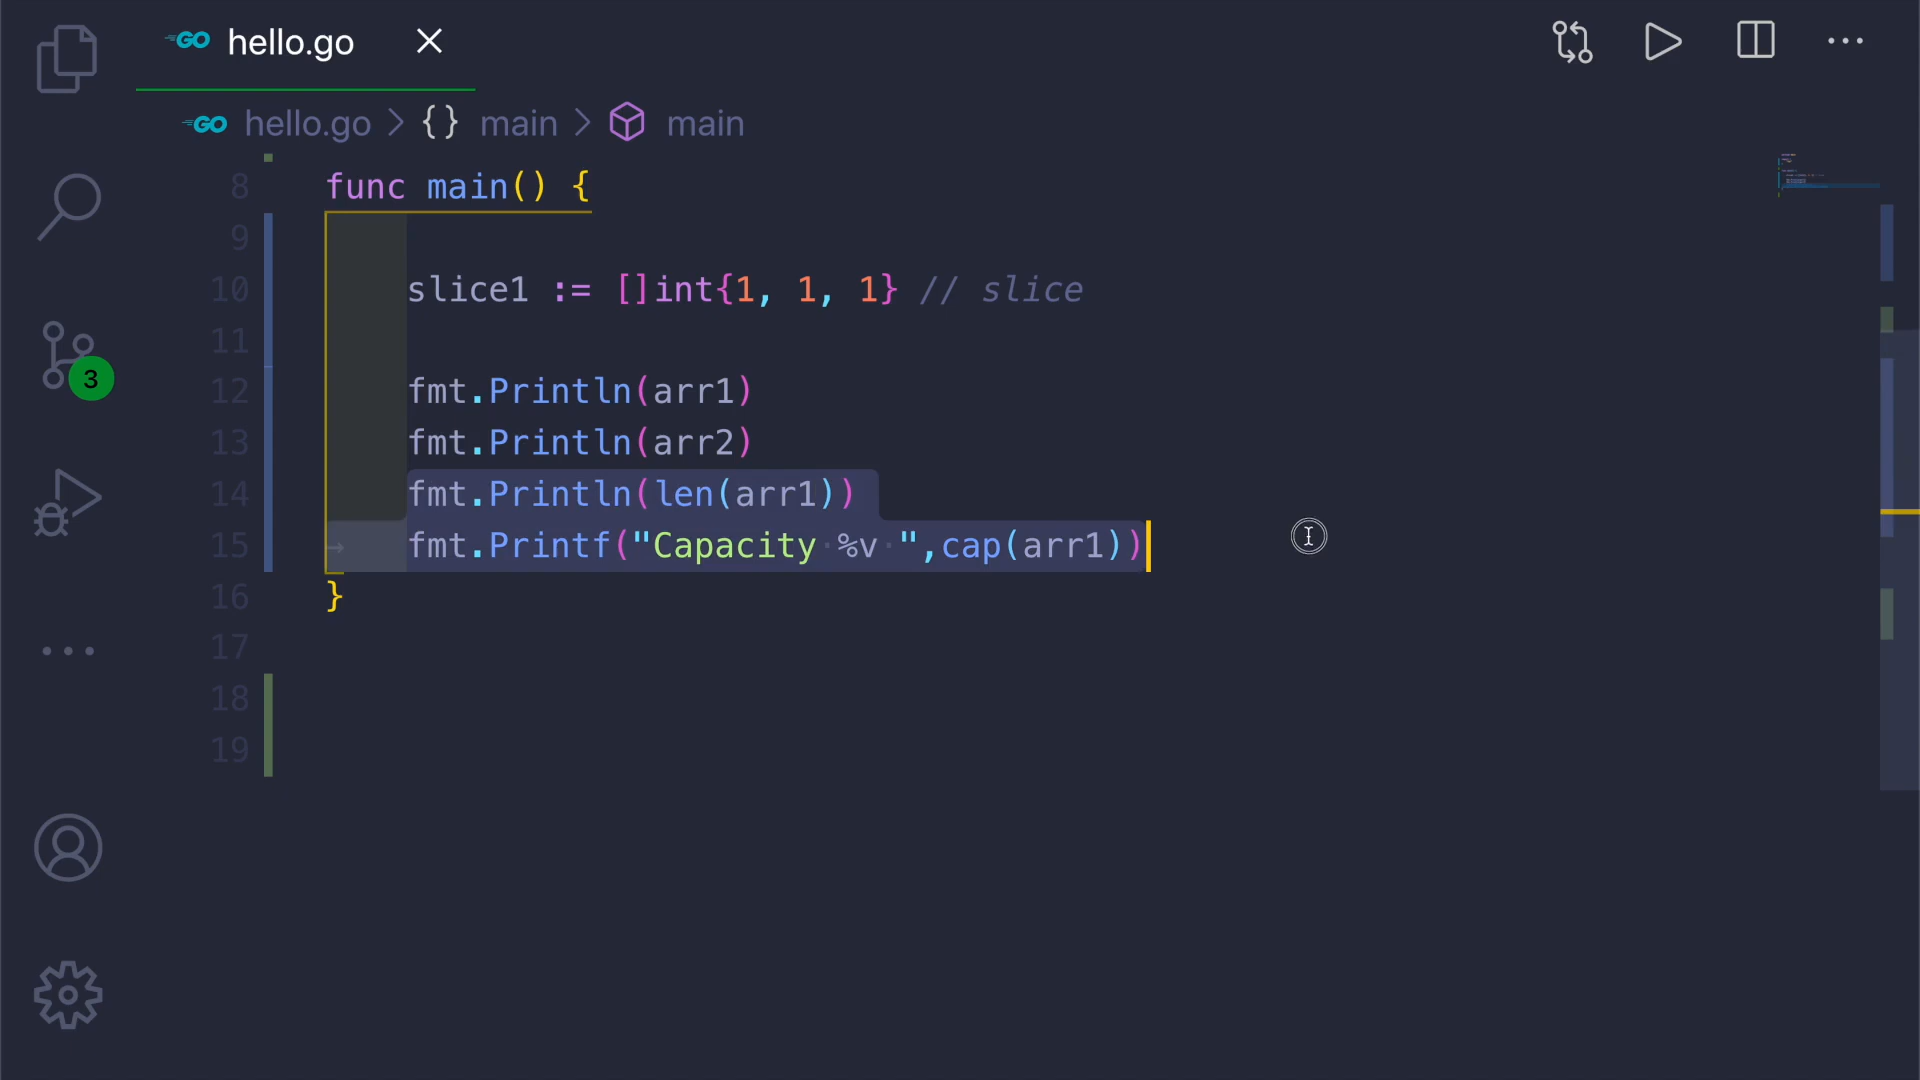 GO hello.go
GO hello.go > {} main > main
8 func main() {
9
10 slice1 := []int{1, 1, 1} // slice
11
12 fmt.Println(arr1)
13 fmt.Println(arr2)
14 fmt.Println(len(arr1))
15 fmt.Printf("Capacity %v ",cap(arr1))
16 }
17
18
19
3